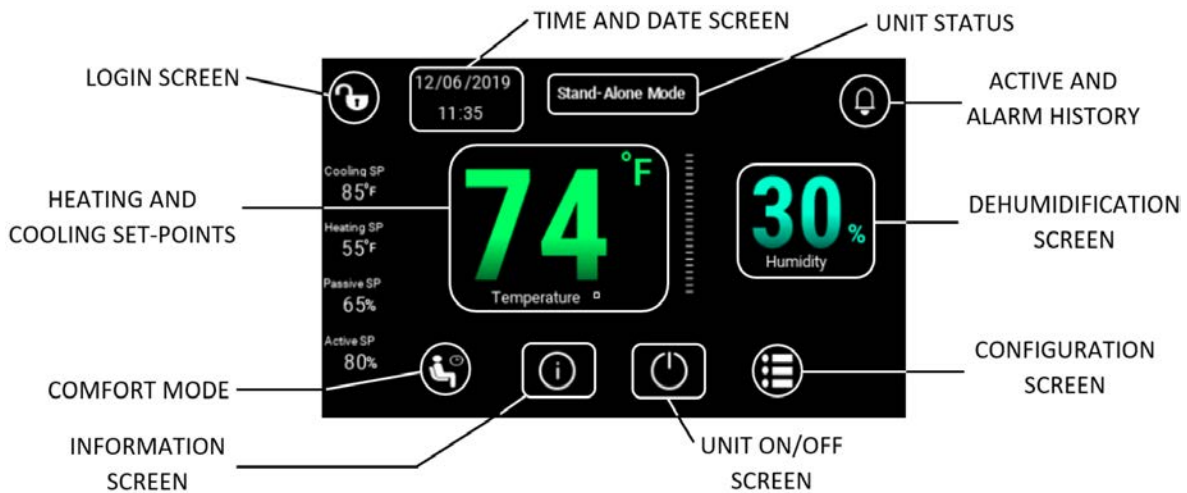 TIME AND DATE SCREEN
UNIT STATUS
LOGIN SCREEN
12/06/2019
11:35
Stand-Alone Mode
ACTIVE AND
ALARM HISTORY
HEATING AND
COOLING SET-POINTS
Cooling SP
85°F
Heating SP
55°F
Passive SP
65%
Active SP
80%
74°F
Temperature
30%
Humidity
DEHUMIDIFICATION
SCREEN
COMFORT MODE
CONFIGURATION
SCREEN
INFORMATION
SCREEN
UNIT ON/OFF
SCREEN